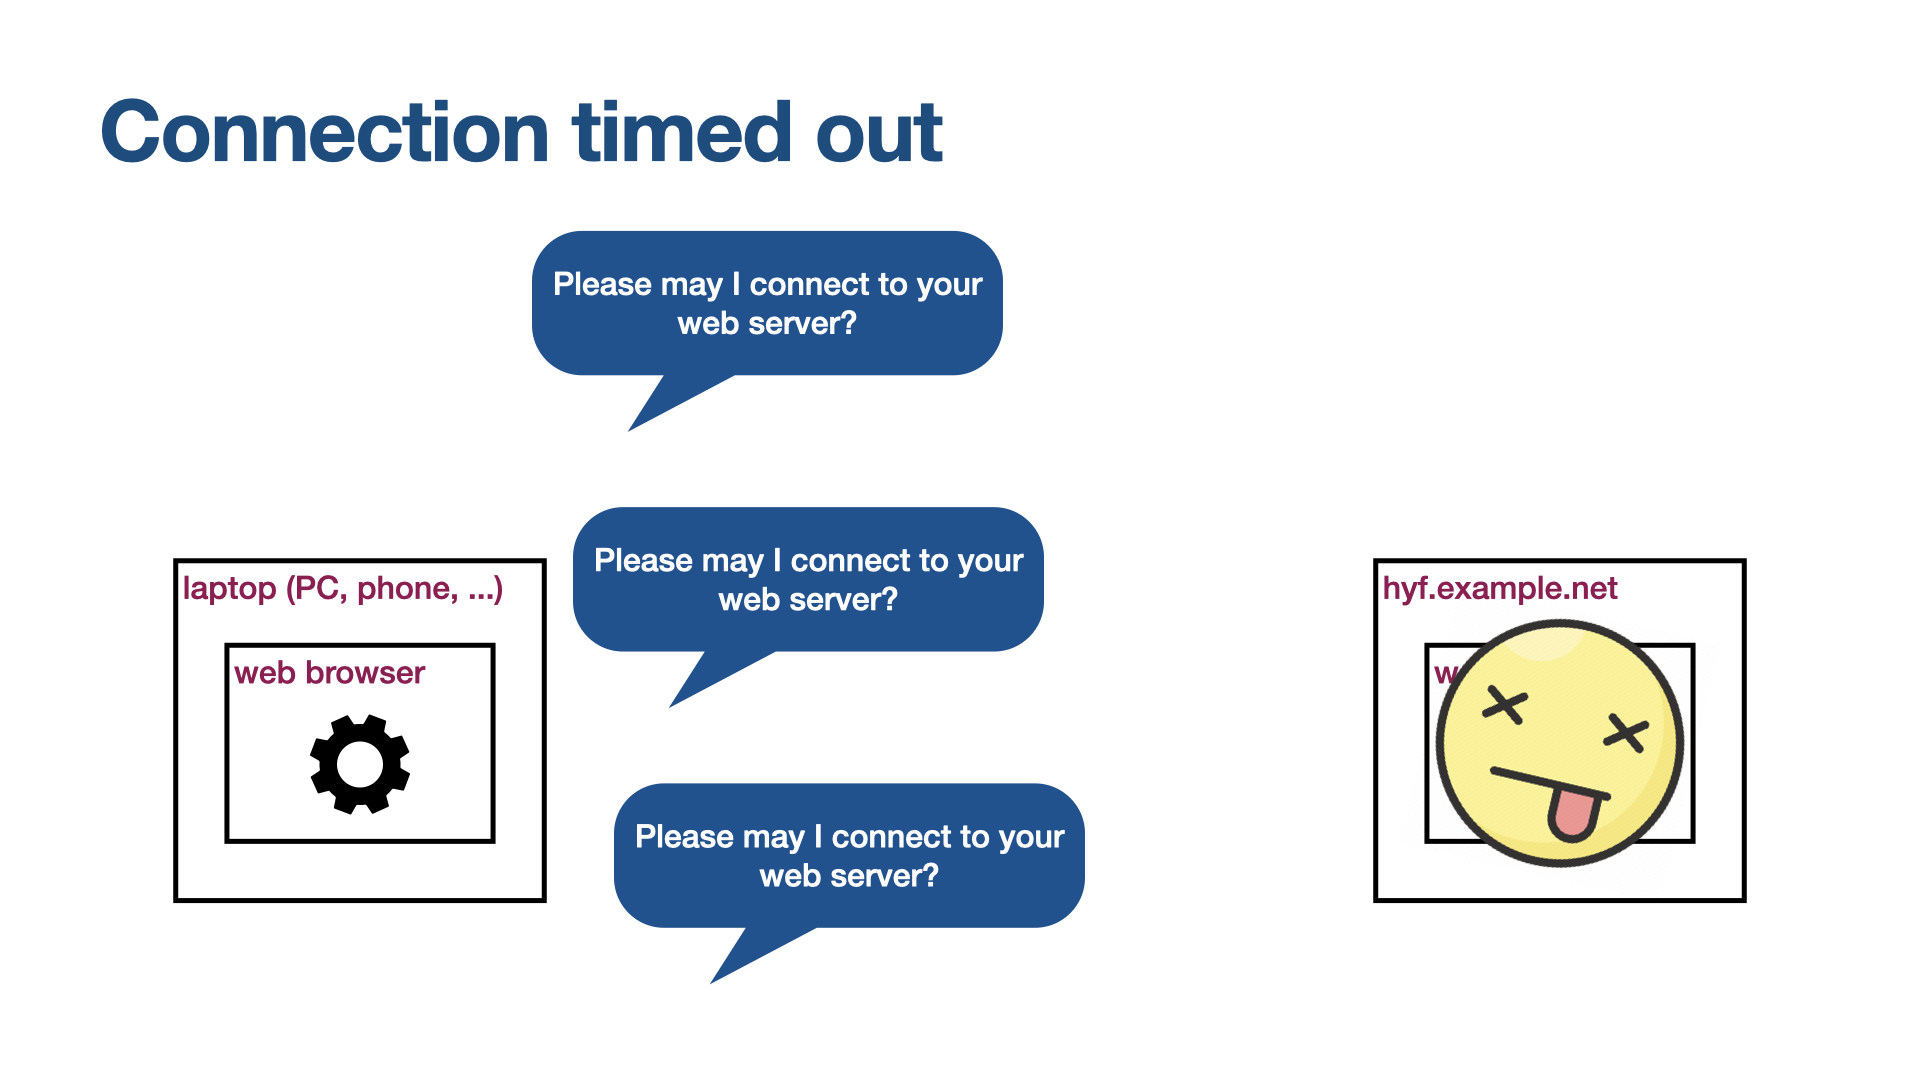 Connection timed out
Please may I connect to your
web server?
Please may I connect to your
web server?
laptop (PC, phone, ...)
web browser
hyf.example.net
Please may I connect to your
web server?